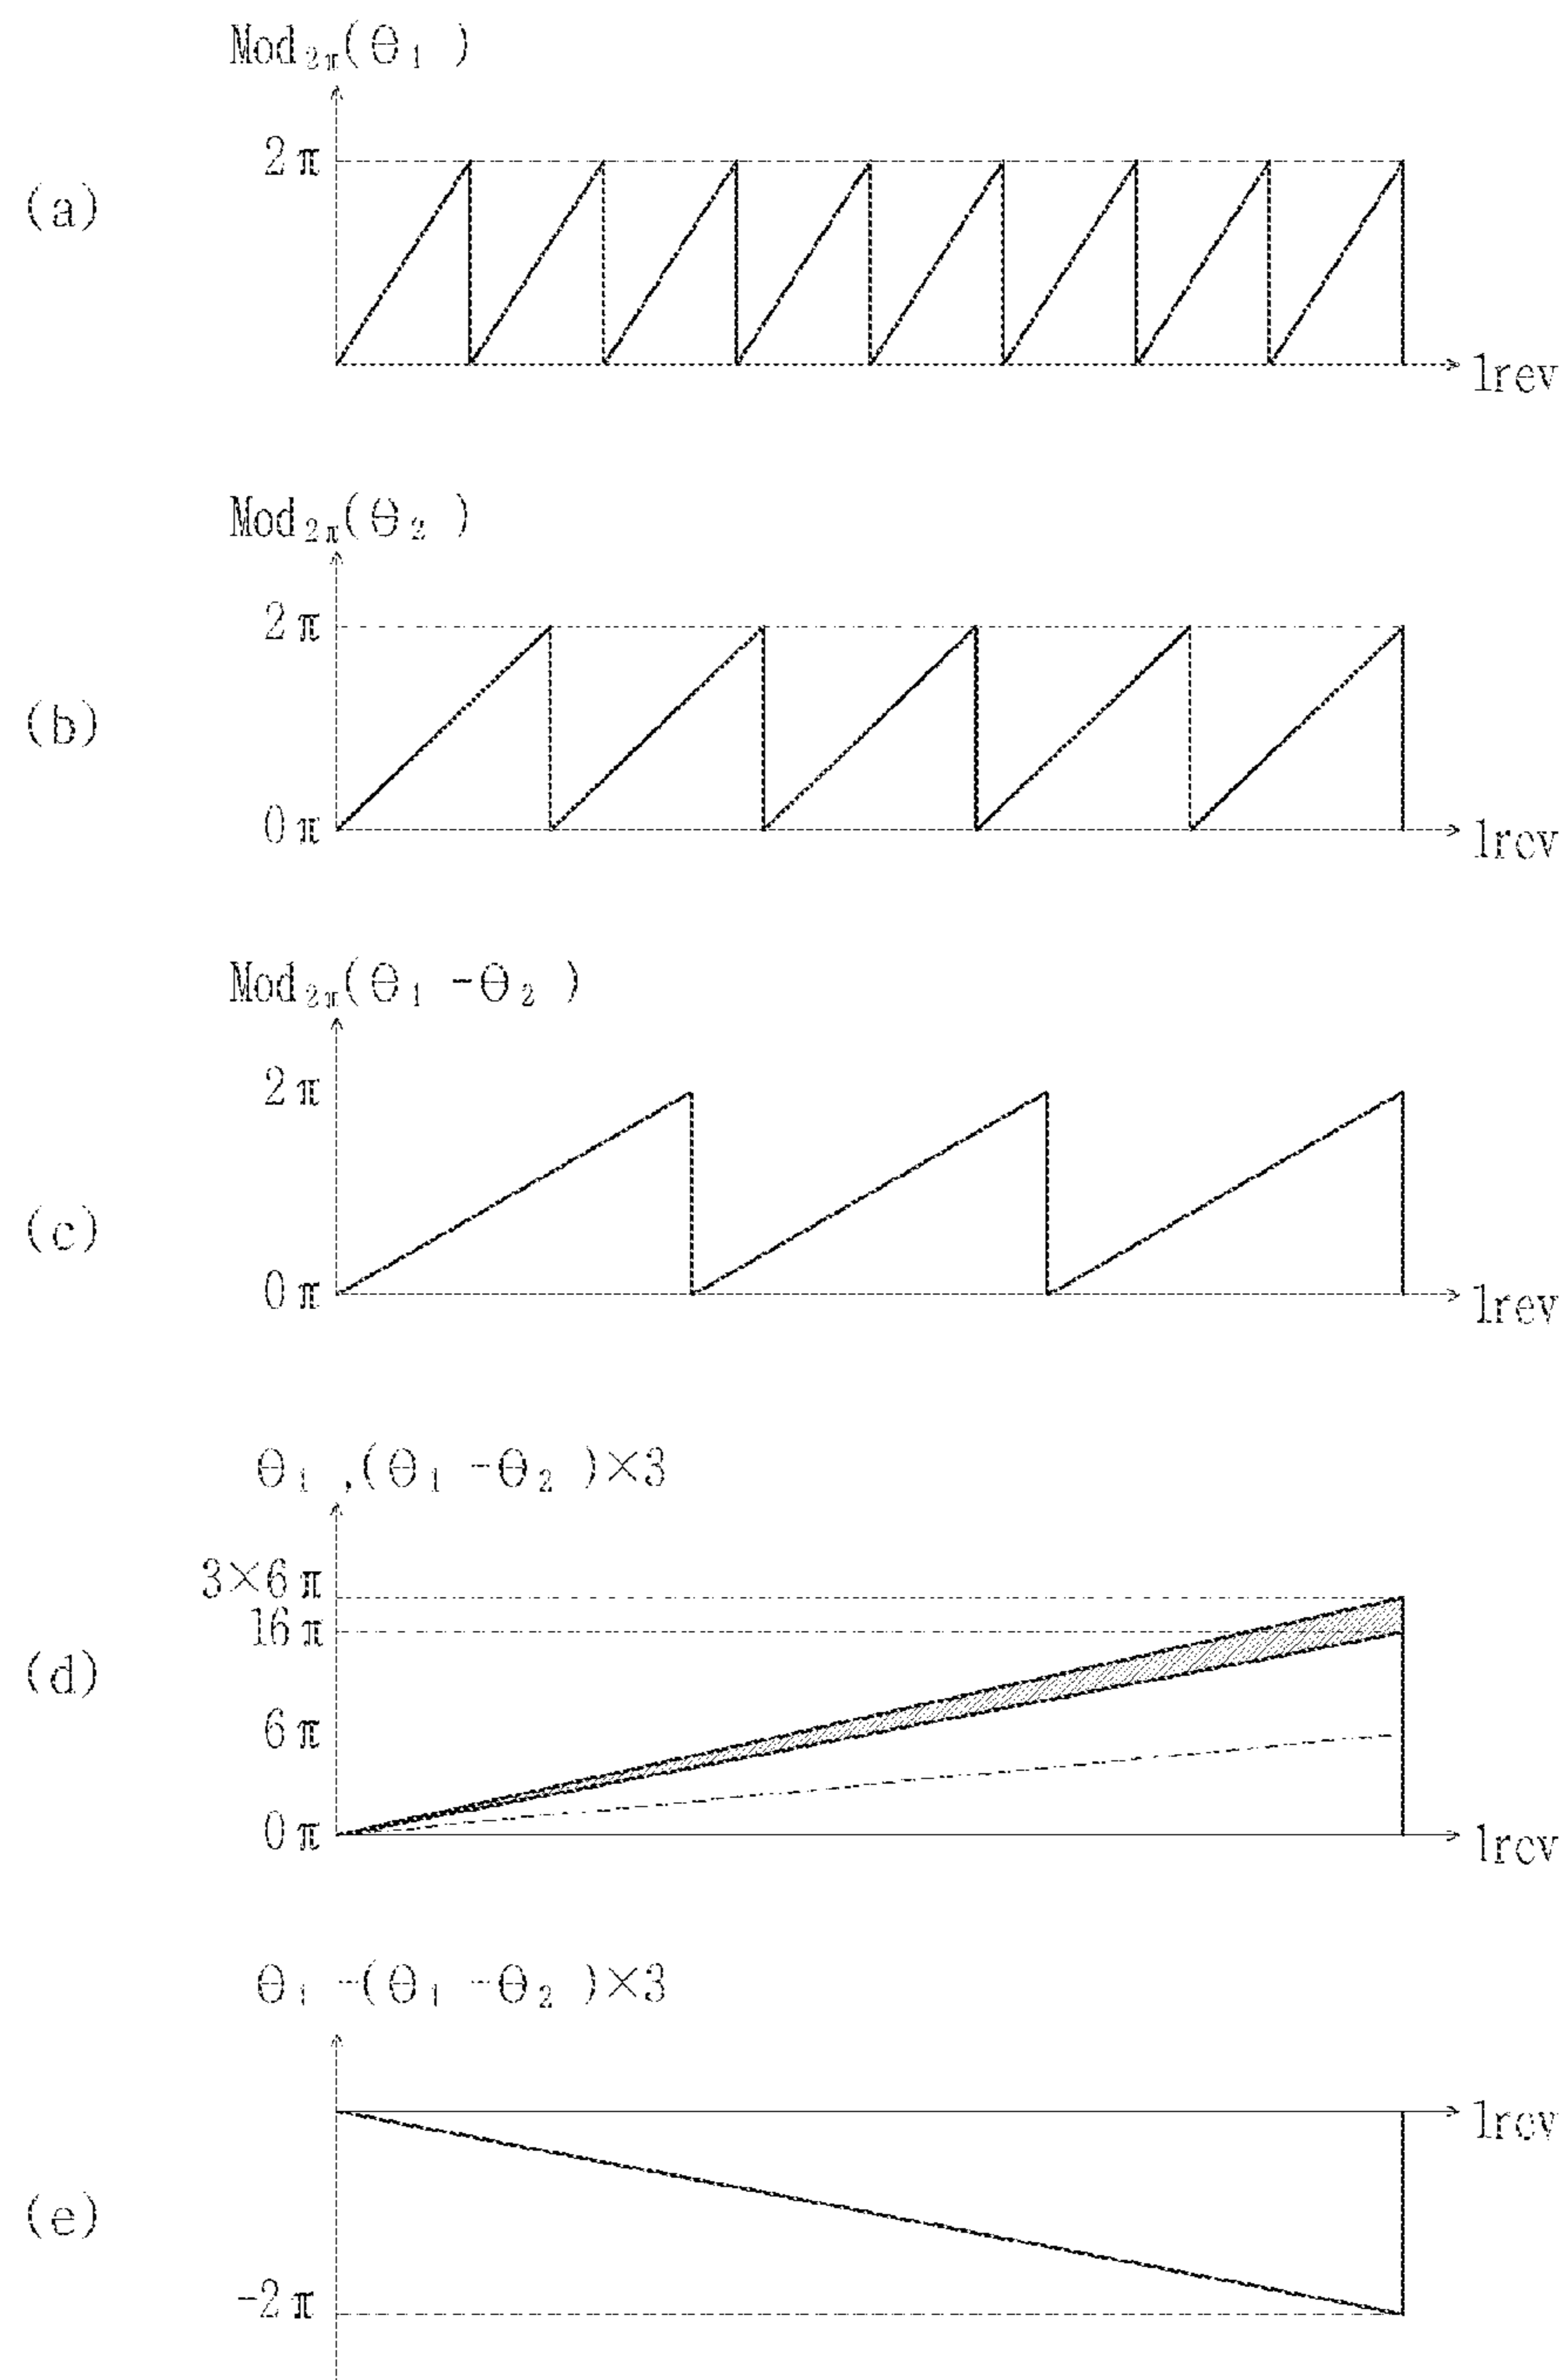 Mod₂π(θ₁ )
2π
(a)
1rev
Mod₂π(θ₂ )
2π
(b)
0π
1rev
Mod₂π(θ₁ -θ₂ )
2π
(c)
0π
1rev
θ₁ ,(θ₁ -θ₂ )×3
3×6π
16π
(d)
6π
0π
1rev
θ₁ -(θ₁ -θ₂ )×3
1rev
(e)
-2π